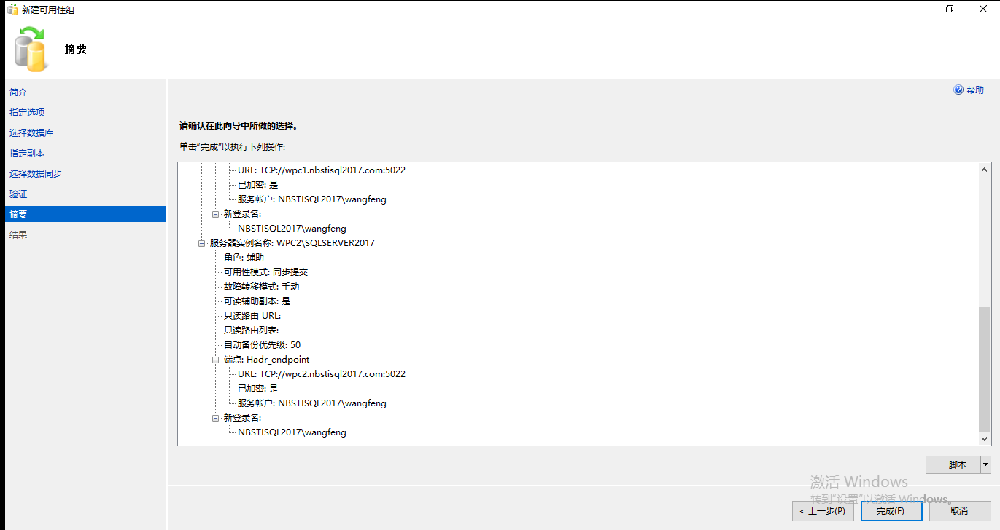 新建可用性组
摘要
简介
指定选项
选择数据库
指定副本
选择数据同步
验证
摘要
结果
帮助
请确认在此向导中所做的选择。
单击“完成”以执行下列操作:
URL: TCP://wpc1.nbstisql2017.com:5022
已加密: 是
服务帐户: NBSTISQL2017\wangfeng
新登录名:
NBSTISQL2017\wangfeng
服务器实例名称: WPC2\SQLSERVER2017
角色: 辅助
可用性模式: 同步提交
故障转移模式: 手动
可读辅助副本: 是
只读路由 URL:
只读路由列表:
自动备份优先级: 50
端点: Hadr_endpoint
URL: TCP://wpc2.nbstisql2017.com:5022
已加密: 是
服务帐户: NBSTISQL2017\wangfeng
新登录名:
NBSTISQL2017\wangfeng
脚本
激活 Windows
转到“设置”以激活 Windows。
< 上一步(P)
完成(F)
取消